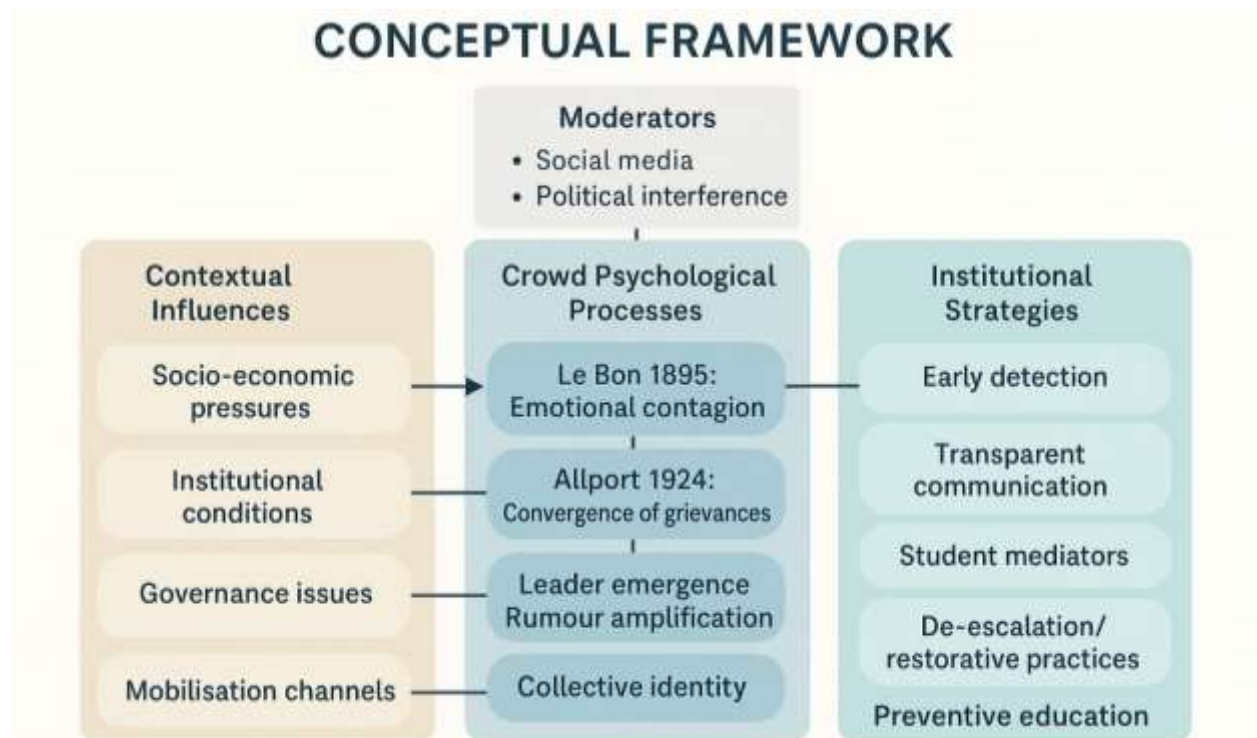 CONCEPTUAL FRAMEWORK
Moderators
• Social media
• Political interference
Contextual
Influences
Socio-economic
pressures
Institutional
conditions
Governance issues
Mobilisation channels
Crowd Psychological
Processes
Le Bon 1895:
Emotional contagion
Allport 1924:
Convergence of grievances
Leader emergence
Rumour amplification
Collective identity
Institutional
Strategies
Early detection
Transparent
communication
Student mediators
De-escalation/
restorative practices
Preventive education